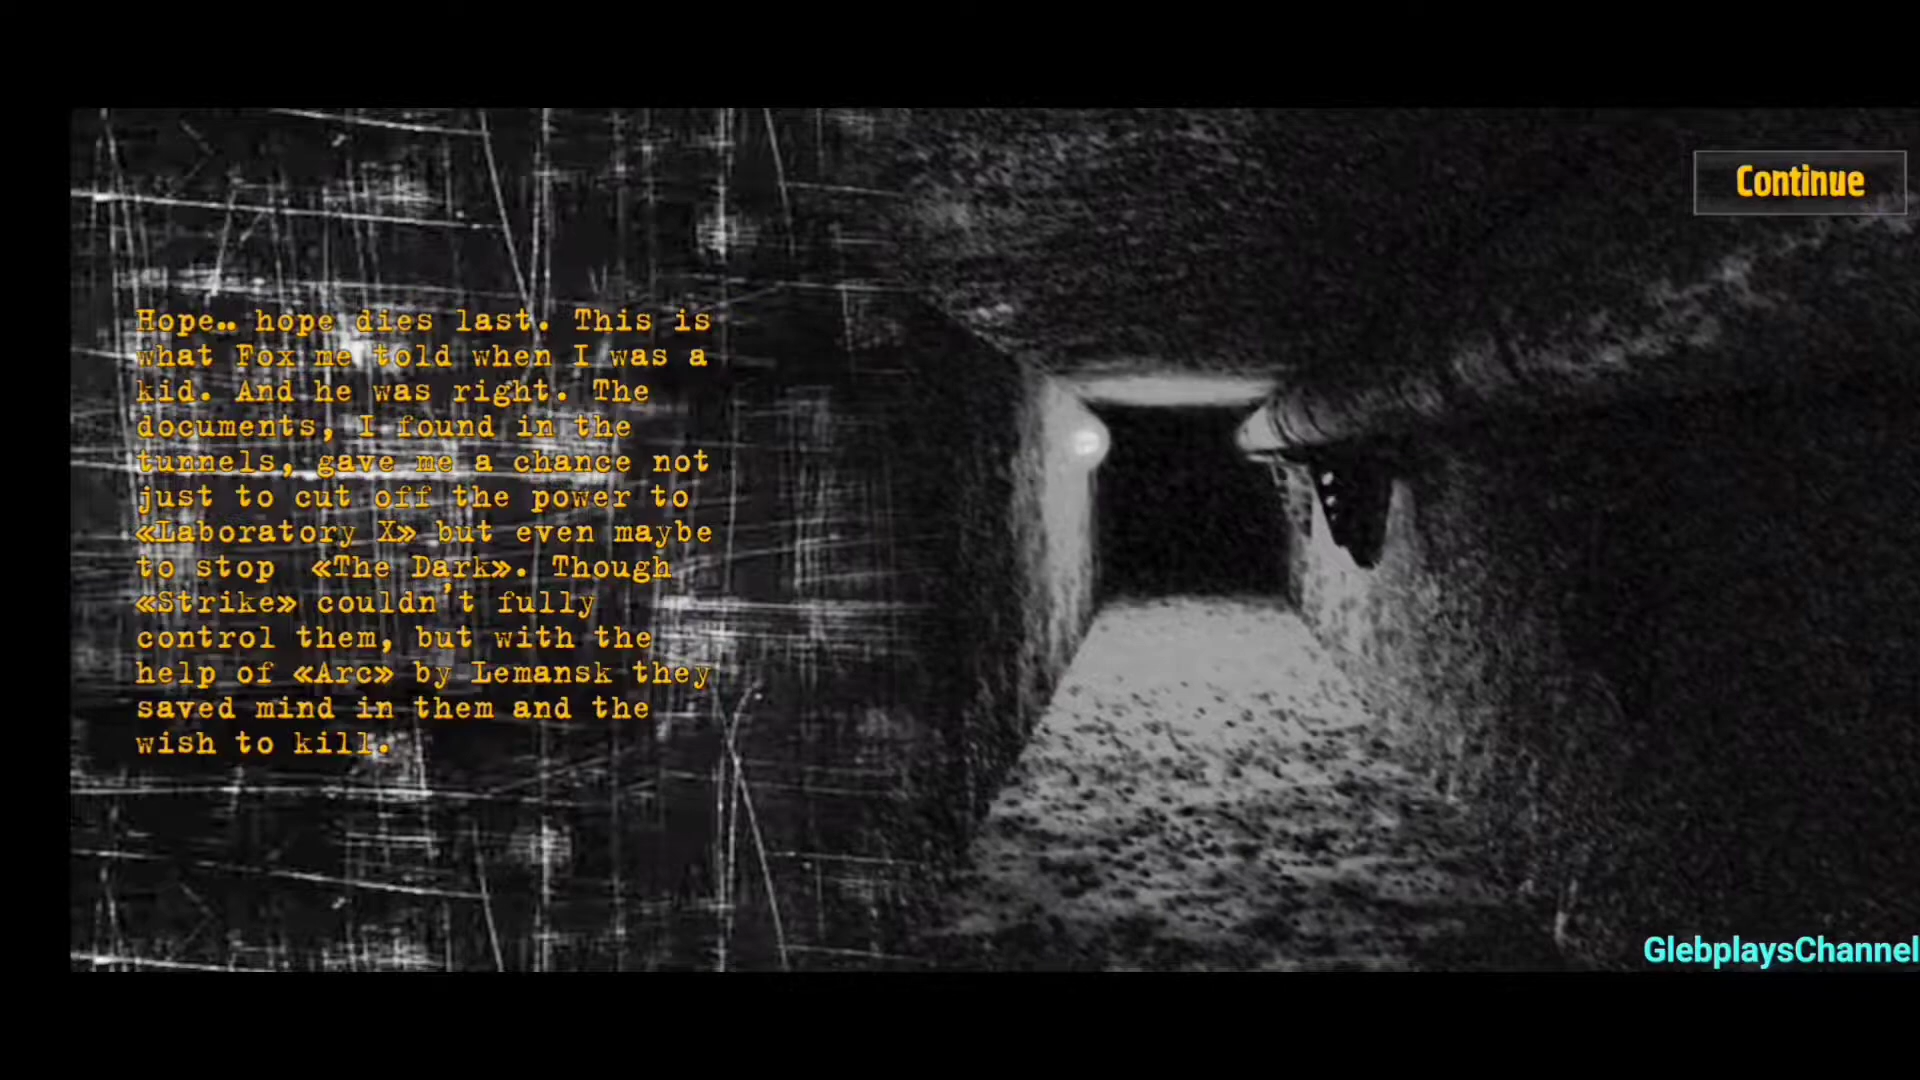 Continue
Hope.. hope dies last. This is
what Fox me told when I was a
kid. And he was right. The
documents, I found in the
tunnels, gave me a chance not
just to cut off the power to
«Laboratory X» but even maybe
to stop «The Dark». Though
«Strike» couldn't fully
control them, but with the
help of «Arc» by Lemansk they
saved mind in them and the
wish to kill.
GlebplaysChannel